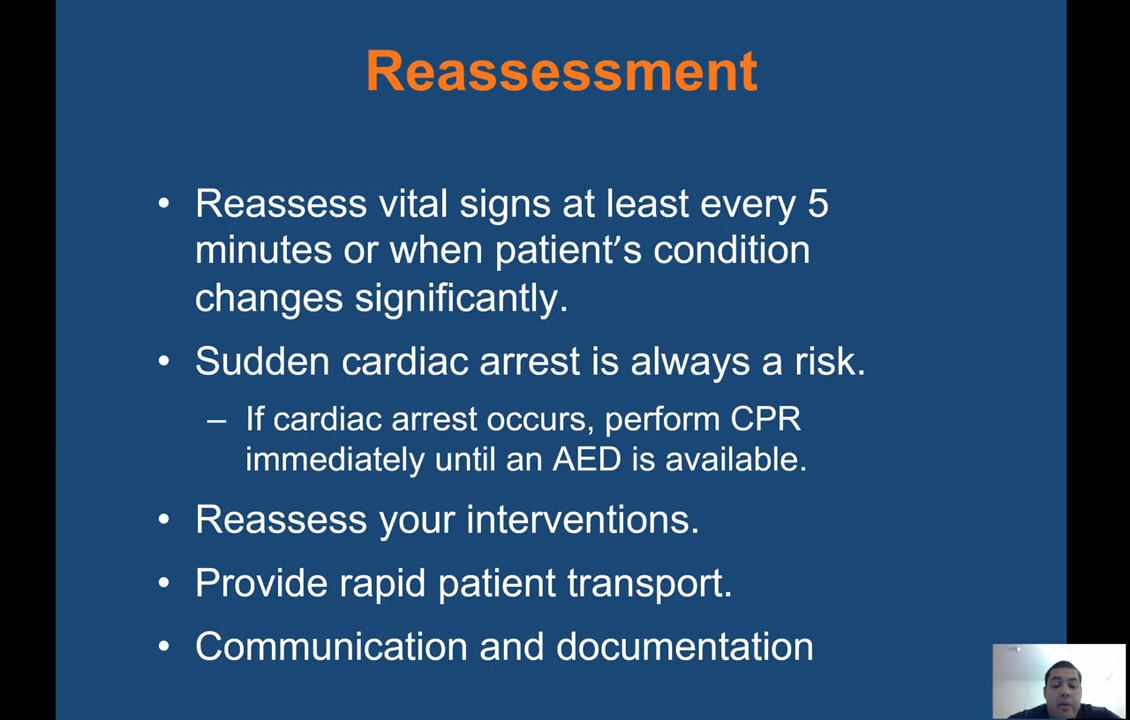 Reassessment
• Reassess vital signs at least every 5
minutes or when patient’s condition
changes significantly.
• Sudden cardiac arrest is always a risk.
– If cardiac arrest occurs, perform CPR
immediately until an AED is available.
• Reassess your interventions.
• Provide rapid patient transport.
• Communication and documentation